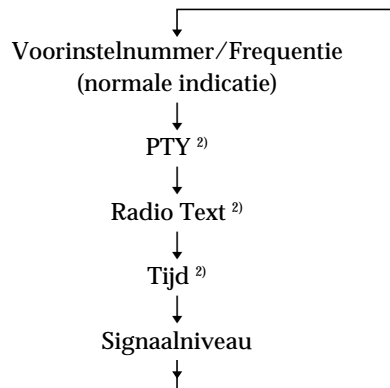 Voorinstelnummer/Frequentie
(normale indicatie)
PTY 2)
Radio Text 2)
Tijd 2)
Signaalniveau